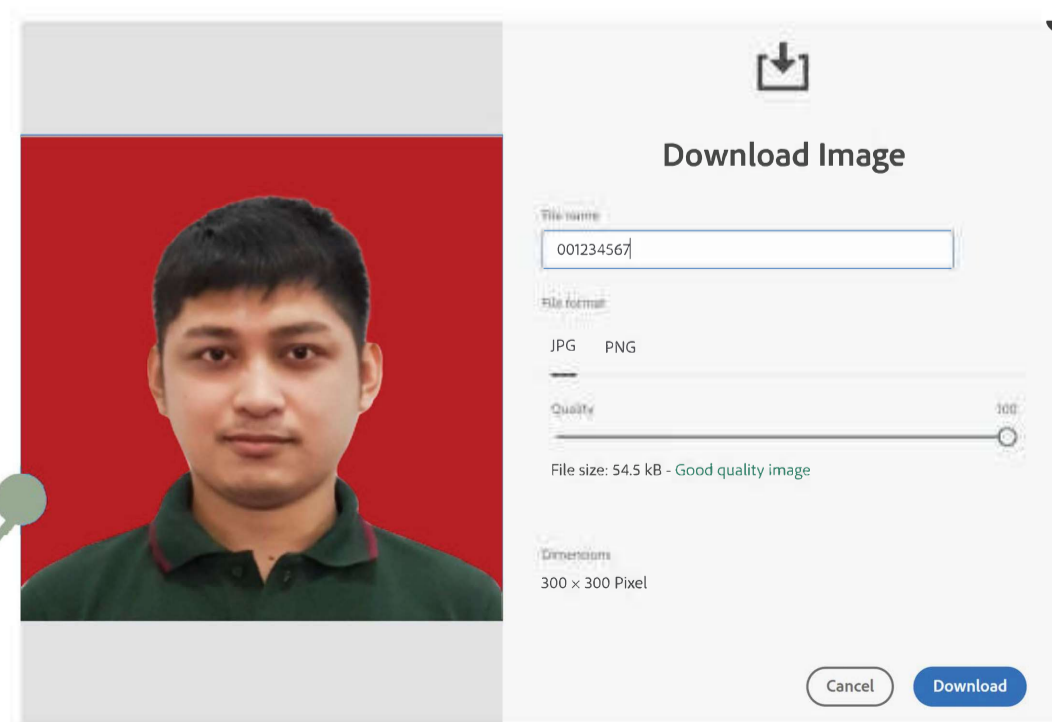 Download Image
File name
001234567
File format
JPG PNG
Quality 100
File size: 54.5 kB - Good quality image
Dimensions
300 × 300 Pixel
Cancel Download